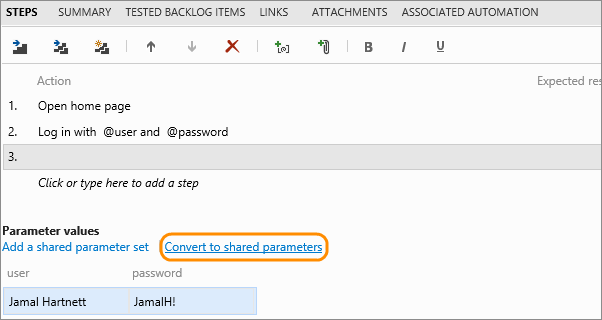 STEPS SUMMARY TESTED BACKLOG ITEMS LINKS ATTACHMENTS ASSOCIATED AUTOMATION
B I U
Action Expected res
1. Open home page
2. Log in with @user and @password
3.
Click or type here to add a step
Parameter values
Add a shared parameter set Convert to shared parameters
user password
Jamal Hartnett JamalH!